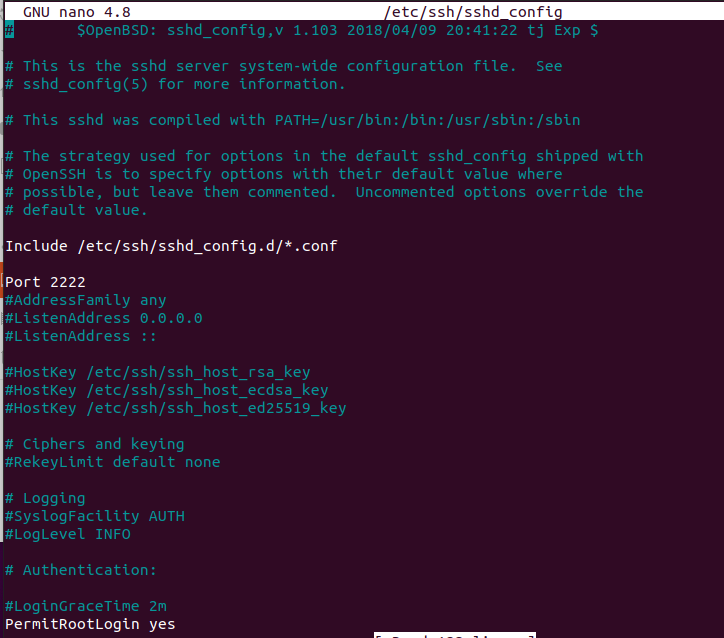 GNU nano 4.8 /etc/ssh/sshd_config
# $OpenBSD: sshd_config,v 1.103 2018/04/09 20:41:22 tj Exp $
# This is the sshd server system-wide configuration file. See
# sshd_config(5) for more information.
# This sshd was compiled with PATH=/usr/bin:/bin:/usr/sbin:/sbin
# The strategy used for options in the default sshd_config shipped with
# OpenSSH is to specify options with their default value where
# possible, but leave them commented. Uncommented options override the
# default value.
Include /etc/ssh/sshd_config.d/*.conf
Port 2222
#AddressFamily any
#ListenAddress 0.0.0.0
#ListenAddress ::
#HostKey /etc/ssh/ssh_host_rsa_key
#HostKey /etc/ssh/ssh_host_ecdsa_key
#HostKey /etc/ssh/ssh_host_ed25519_key
# Ciphers and keying
#RekeyLimit default none
# Logging
#SyslogFacility AUTH
#LogLevel INFO
# Authentication:
#LoginGraceTime 2m
PermitRootLogin yes